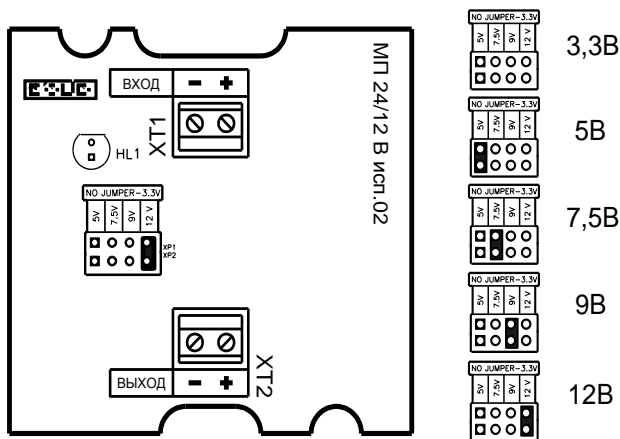 ВХОД - +
XT1
HL1
МП 24/12 В исп.02
NO JUMPER-3.3V
5V 7.5V 9V 12 V
XP1
XP2
XT2
ВЫХОД - +
NO JUMPER-3.3V
5V 7.5V 9V 12 V
3,3В
NO JUMPER-3.3V
5V 7.5V 9V 12 V
5В
NO JUMPER-3.3V
5V 7.5V 9V 12 V
7,5В
NO JUMPER-3.3V
5V 7.5V 9V 12 V
9В
NO JUMPER-3.3V
5V 7.5V 9V 12 V
12В